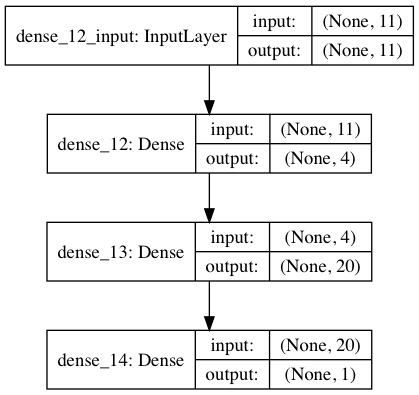 dense_12_input: InputLayer input: (None, 11)
output: (None, 11)
dense_12: Dense input: (None, 11)
output: (None, 4)
dense_13: Dense input: (None, 4)
output: (None, 20)
dense_14: Dense input: (None, 20)
output: (None, 1)